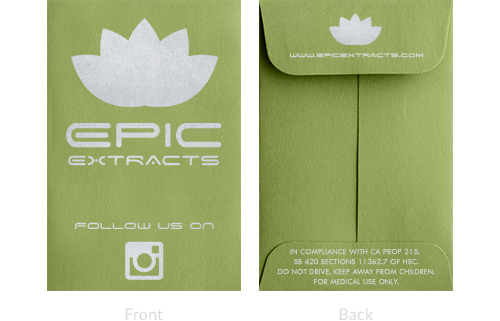 EPIC
EXTRACTS
FOLLOW US ON
WWW.EPICEXTRACTS.COM
IN COMPLIANCE WITH CA PROP 215.
SB 420 SECTIONS 11362.7 OF HSC.
DO NOT DRIVE. KEEP AWAY FROM CHILDREN.
FOR MEDICAL USE ONLY.
Front
Back